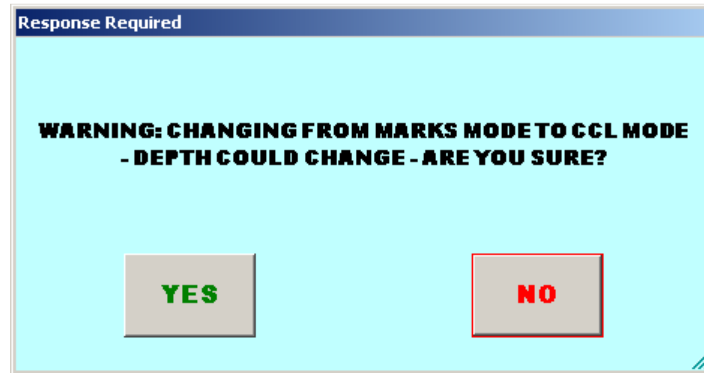 Response Required
WARNING: CHANGING FROM MARKS MODE TO CCL MODE
- DEPTH COULD CHANGE - ARE YOU SURE?
YES
NO